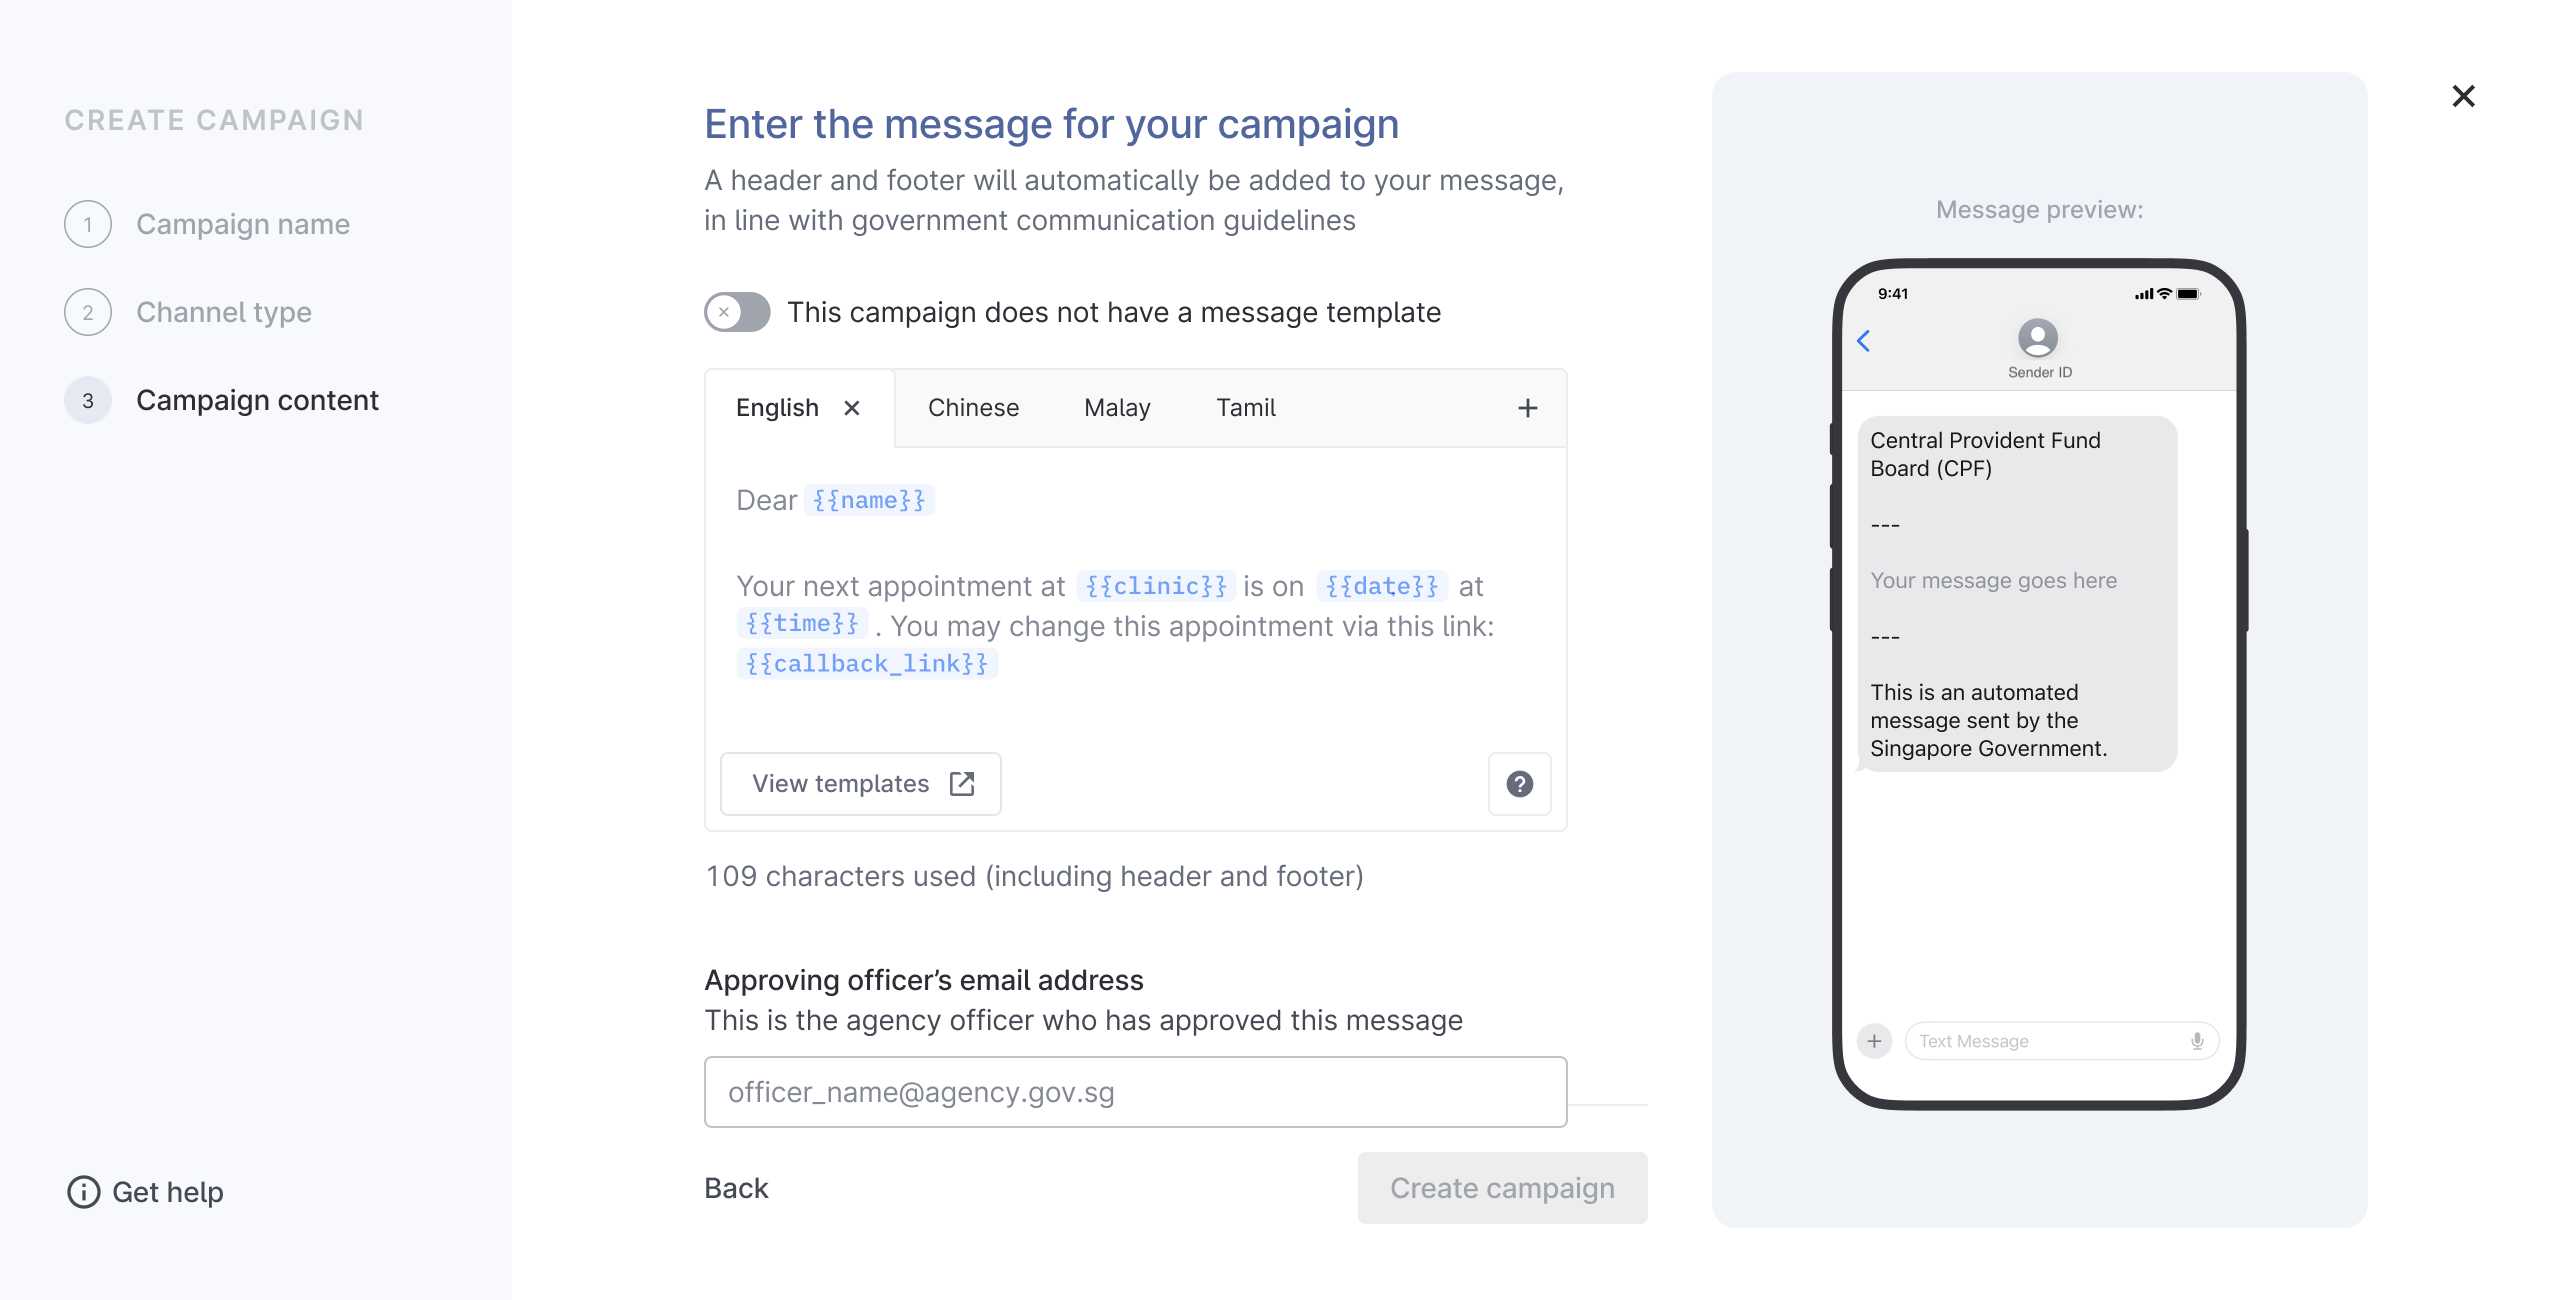 CREATE CAMPAIGN
1 Campaign name
2 Channel type
3 Campaign content
Get help
Enter the message for your campaign
A header and footer will automatically be added to your message,
in line with government communication guidelines
This campaign does not have a message template
English Chinese Malay Tamil
Dear {{name}}
Your next appointment at {{clinic}} is on {{date}} at
{{time}} . You may change this appointment via this link:
{{callback_link}}
View templates
109 characters used (including header and footer)
Approving officer’s email address
This is the agency officer who has approved this message
officer_name@agency.gov.sg
Back
Create campaign
Message preview:
9:41
Sender ID
Central Provident Fund
Board (CPF)
---
Your message goes here
---
This is an automated
message sent by the
Singapore Government.
Text Message